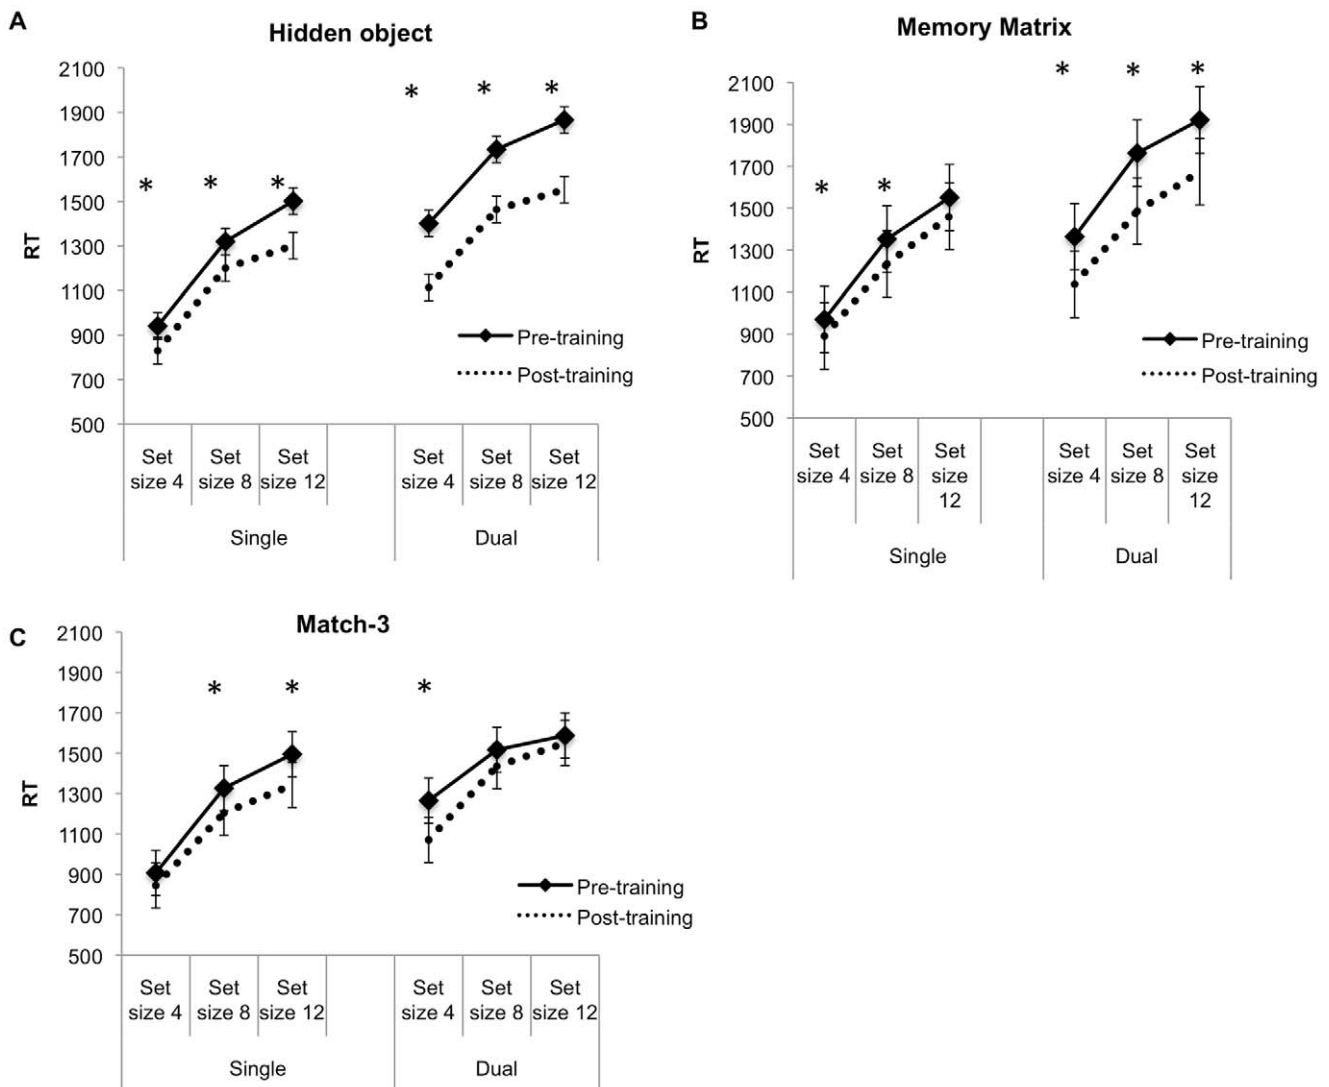 A
Hidden object
2100
1900
1700
1500
1300
1100
900
700
500
RT
* * *
* * *
Pre-training
Post-training
Set size 4
Set size 8
Set size 12
Set size 4
Set size 8
Set size 12
Single
Dual
B
Memory Matrix
2100
1900
1700
1500
1300
1100
900
700
500
RT
* *
* * *
Pre-training
Post-training
Set size 4
Set size 8
Set size 12
Set size 4
Set size 8
Set size 12
Single
Dual
C
Match-3
2100
1900
1700
1500
1300
1100
900
700
500
RT
* *
*
Pre-training
Post-training
Set size 4
Set size 8
Set size 12
Set size 4
Set size 8
Set size 12
Single
Dual